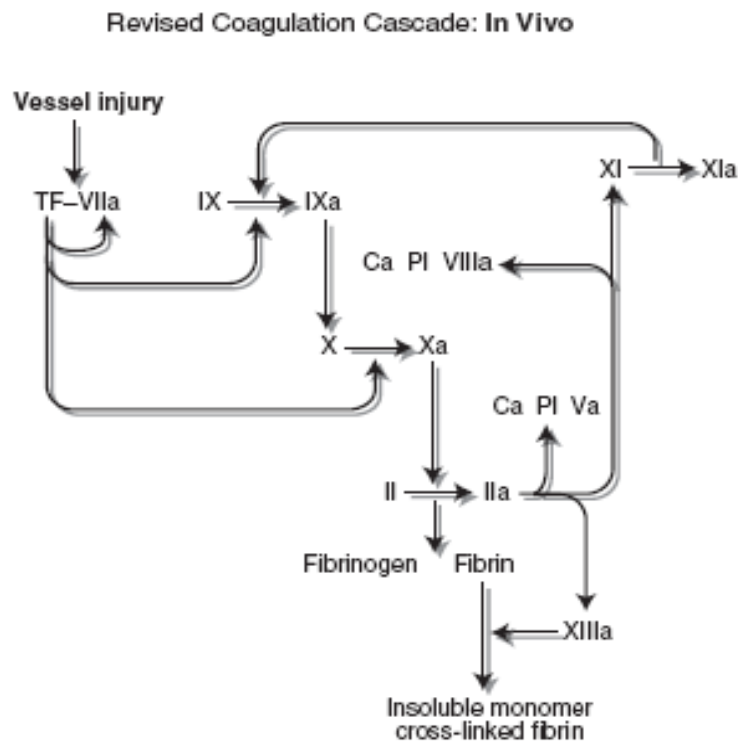 Revised Coagulation Cascade: In Vivo
Vessel injury
XI XIa
TF–VIIa IX IXa
Ca Pl VIIIa
X Xa
Ca Pl Va
II IIa
Fibrinogen Fibrin
XIIIa
Insoluble monomer
cross-linked fibrin